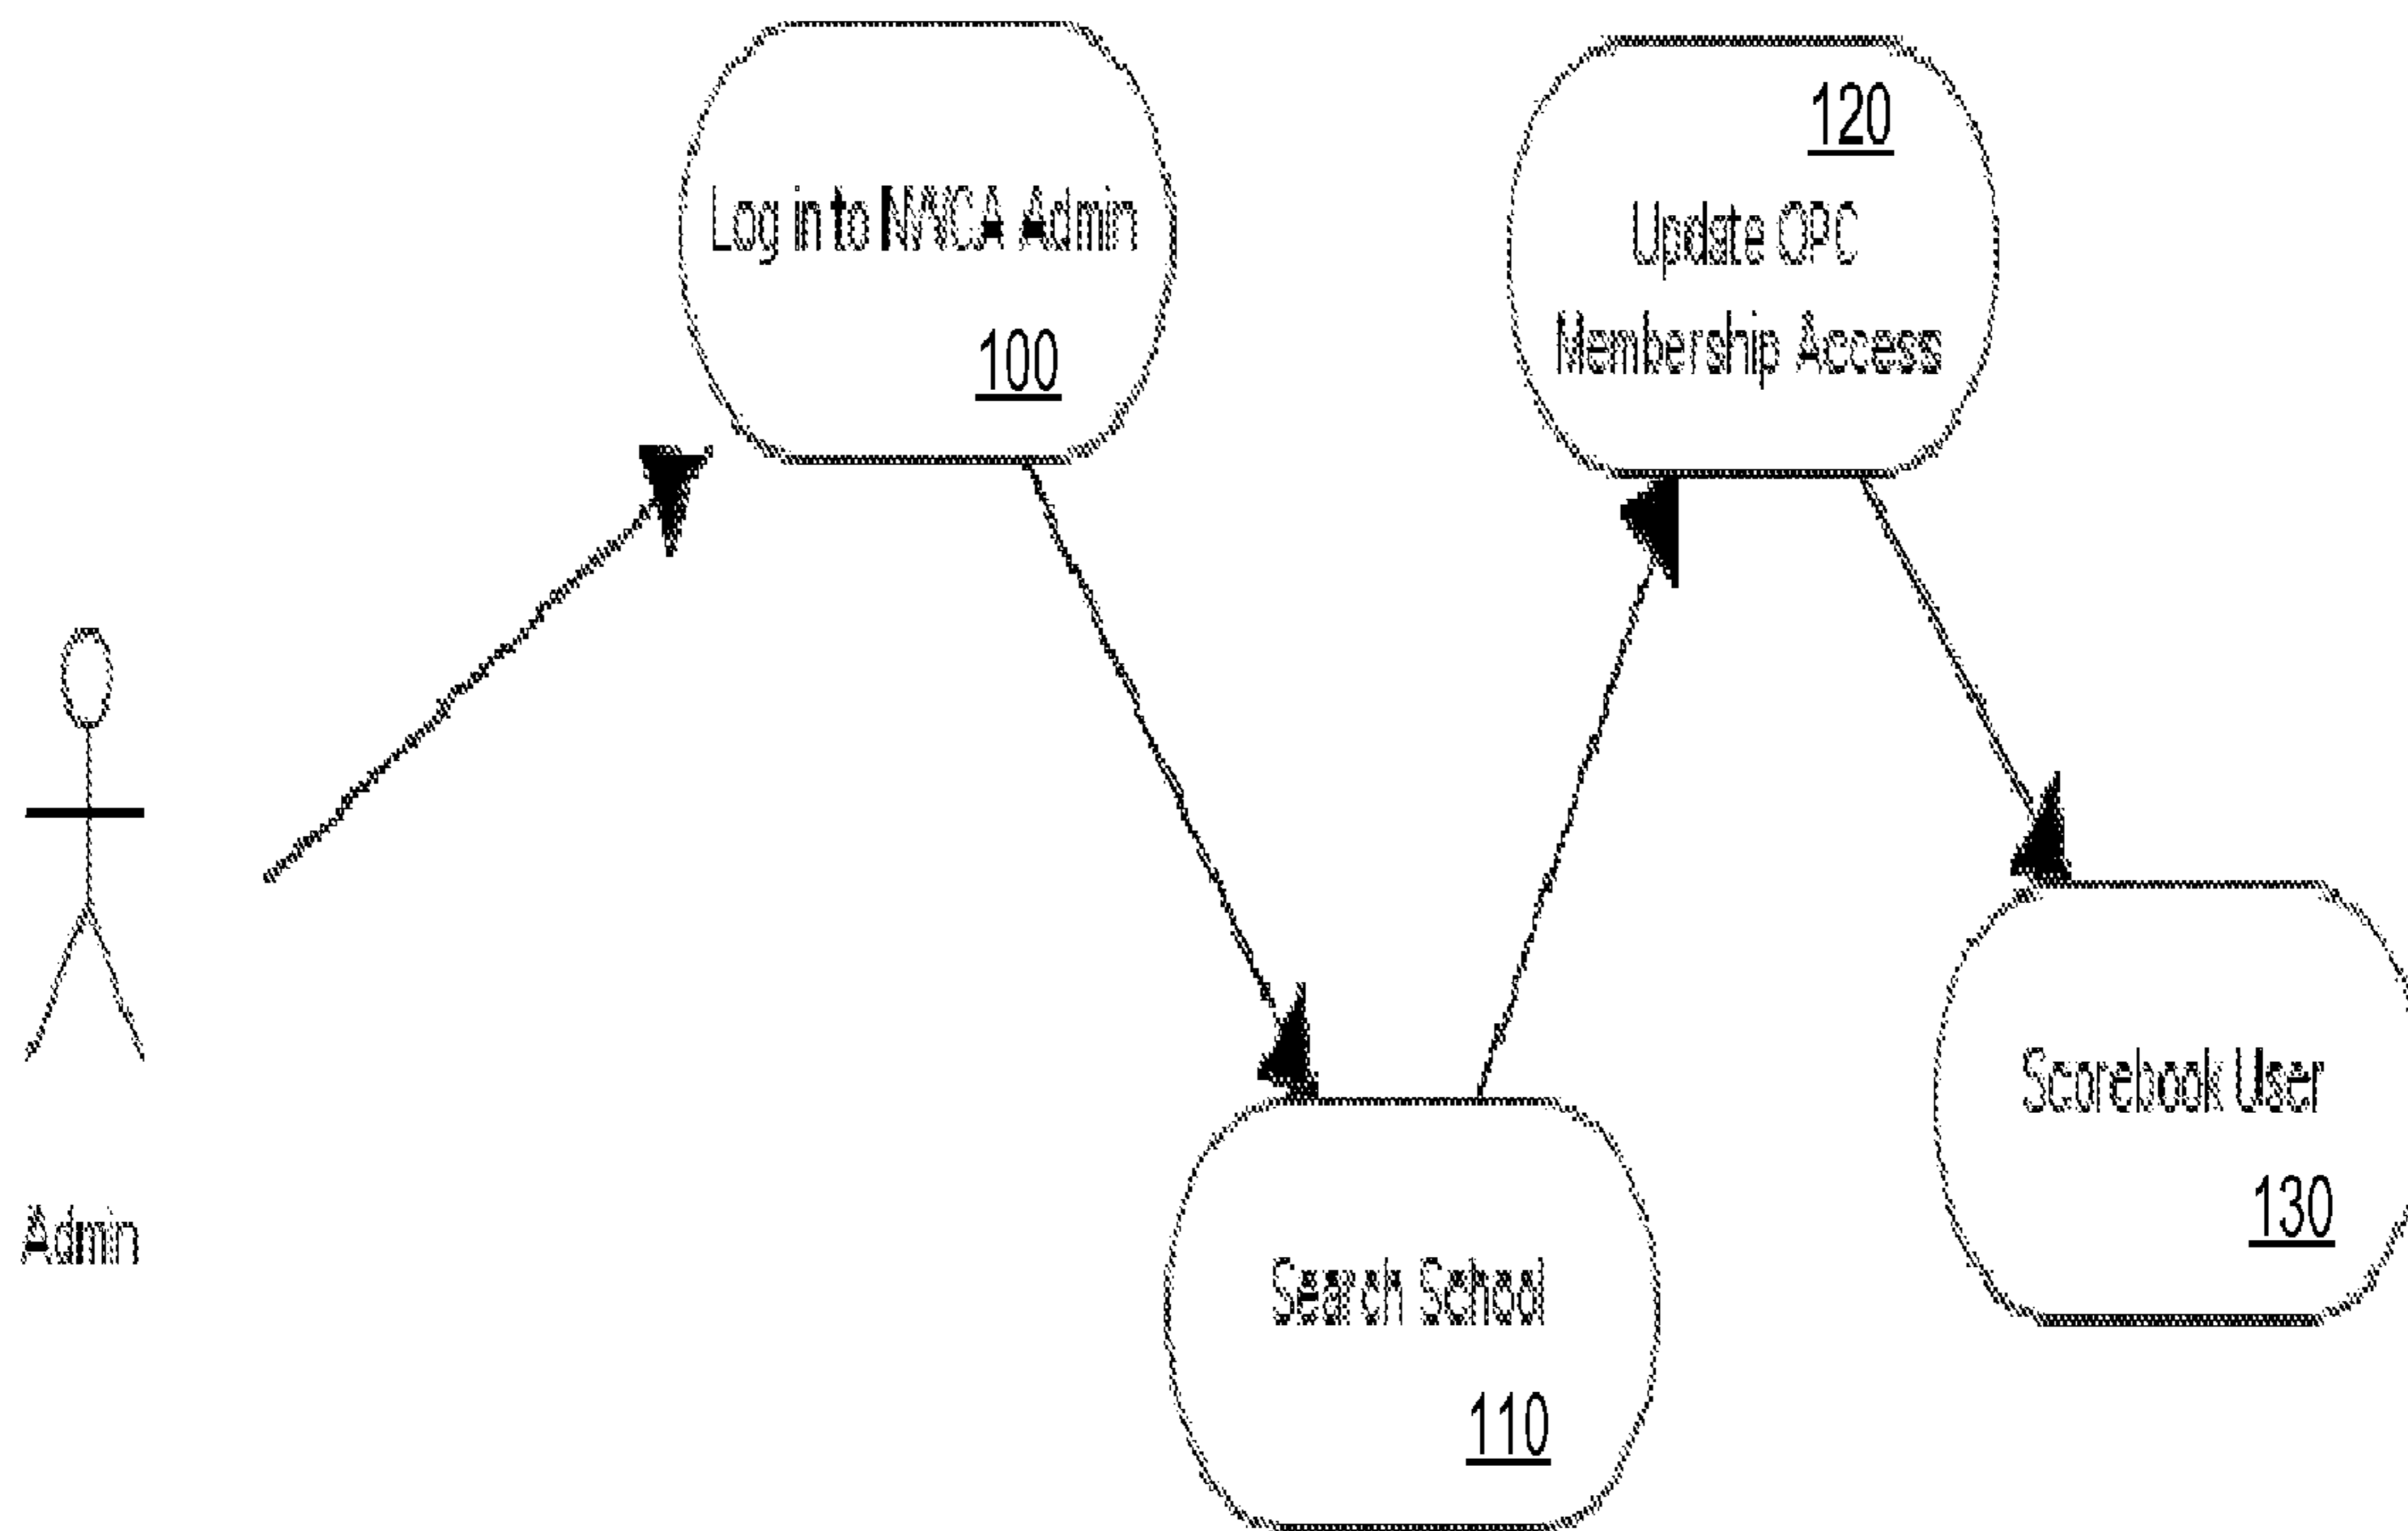 Log in to NWCA Admin
100
120
Update OPC
Membership Access
Admin
Scorebook User
130
Search School
110